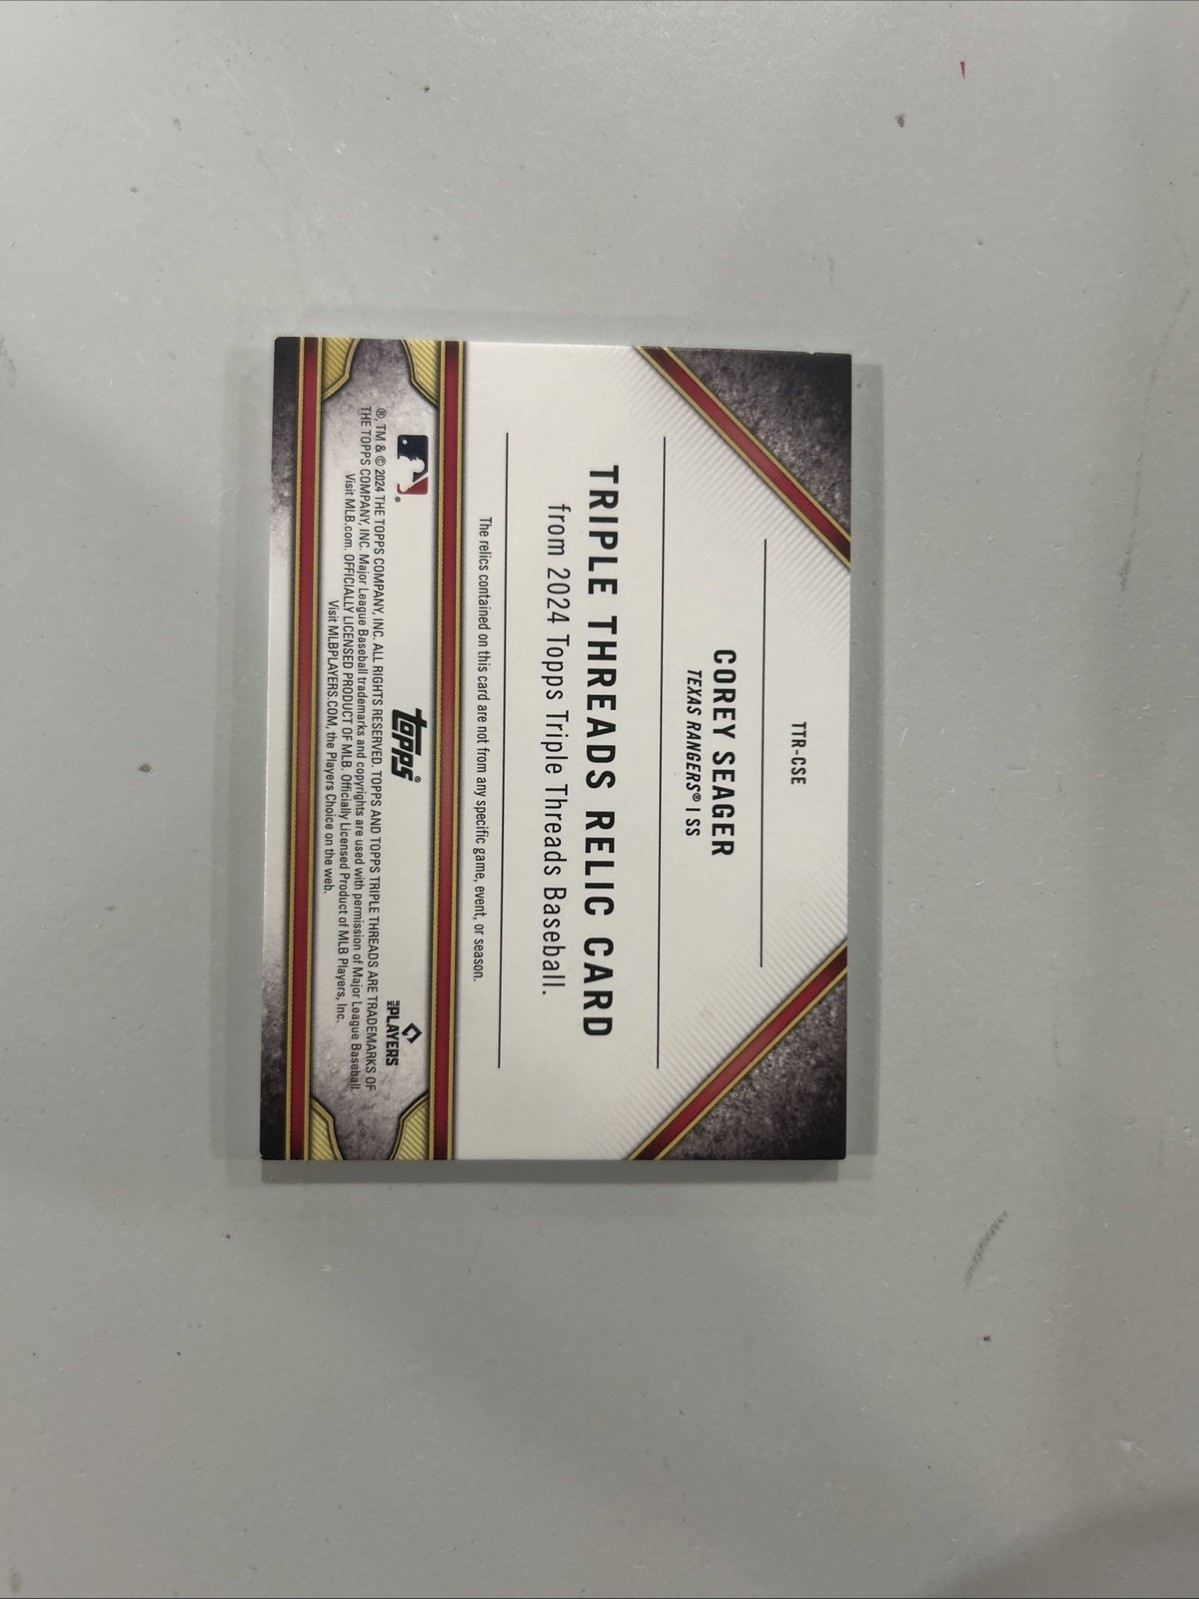 TTR-CSE
COREY SEAGER
TEXAS RANGERS® | SS
TRIPLE THREADS RELIC CARD
from 2024 Topps Triple Threads Baseball.
The relics contained on this card are not from any specific game, event, or season.
topps®
MLB PLAYERS
®, TM & © 2024 THE TOPPS COMPANY, INC. ALL RIGHTS RESERVED. TOPPS AND TOPPS TRIPLE THREADS ARE TRADEMARKS OF
THE TOPPS COMPANY, INC. Major League Baseball trademarks and copyrights are used with permission of Major League Baseball.
Visit MLB.com. OFFICIALLY LICENSED PRODUCT OF MLB. Officially Licensed Product of MLB Players, Inc.
Visit MLBPLAYERS.COM, the Players Choice on the web.